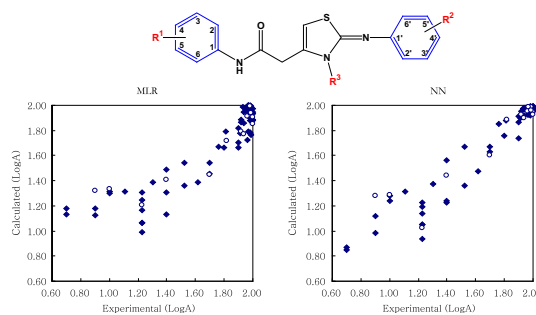 S
R1
R2
R3
N
H
O
N
N
1
2
3
4
5
6
1'
2'
3'
4'
5'
6'
MLR
NN
Calculated (LogA)
2.00
1.80
1.60
1.40
1.20
1.00
0.80
0.60
0.60 0.80 1.00 1.20 1.40 1.60 1.80 2.00
Experimental (LogA)
Calculated (LogA)
2.00
1.80
1.60
1.40
1.20
1.00
0.80
0.60
0.60 0.80 1.00 1.20 1.40 1.60 1.80 2.00
Experimental (LogA)